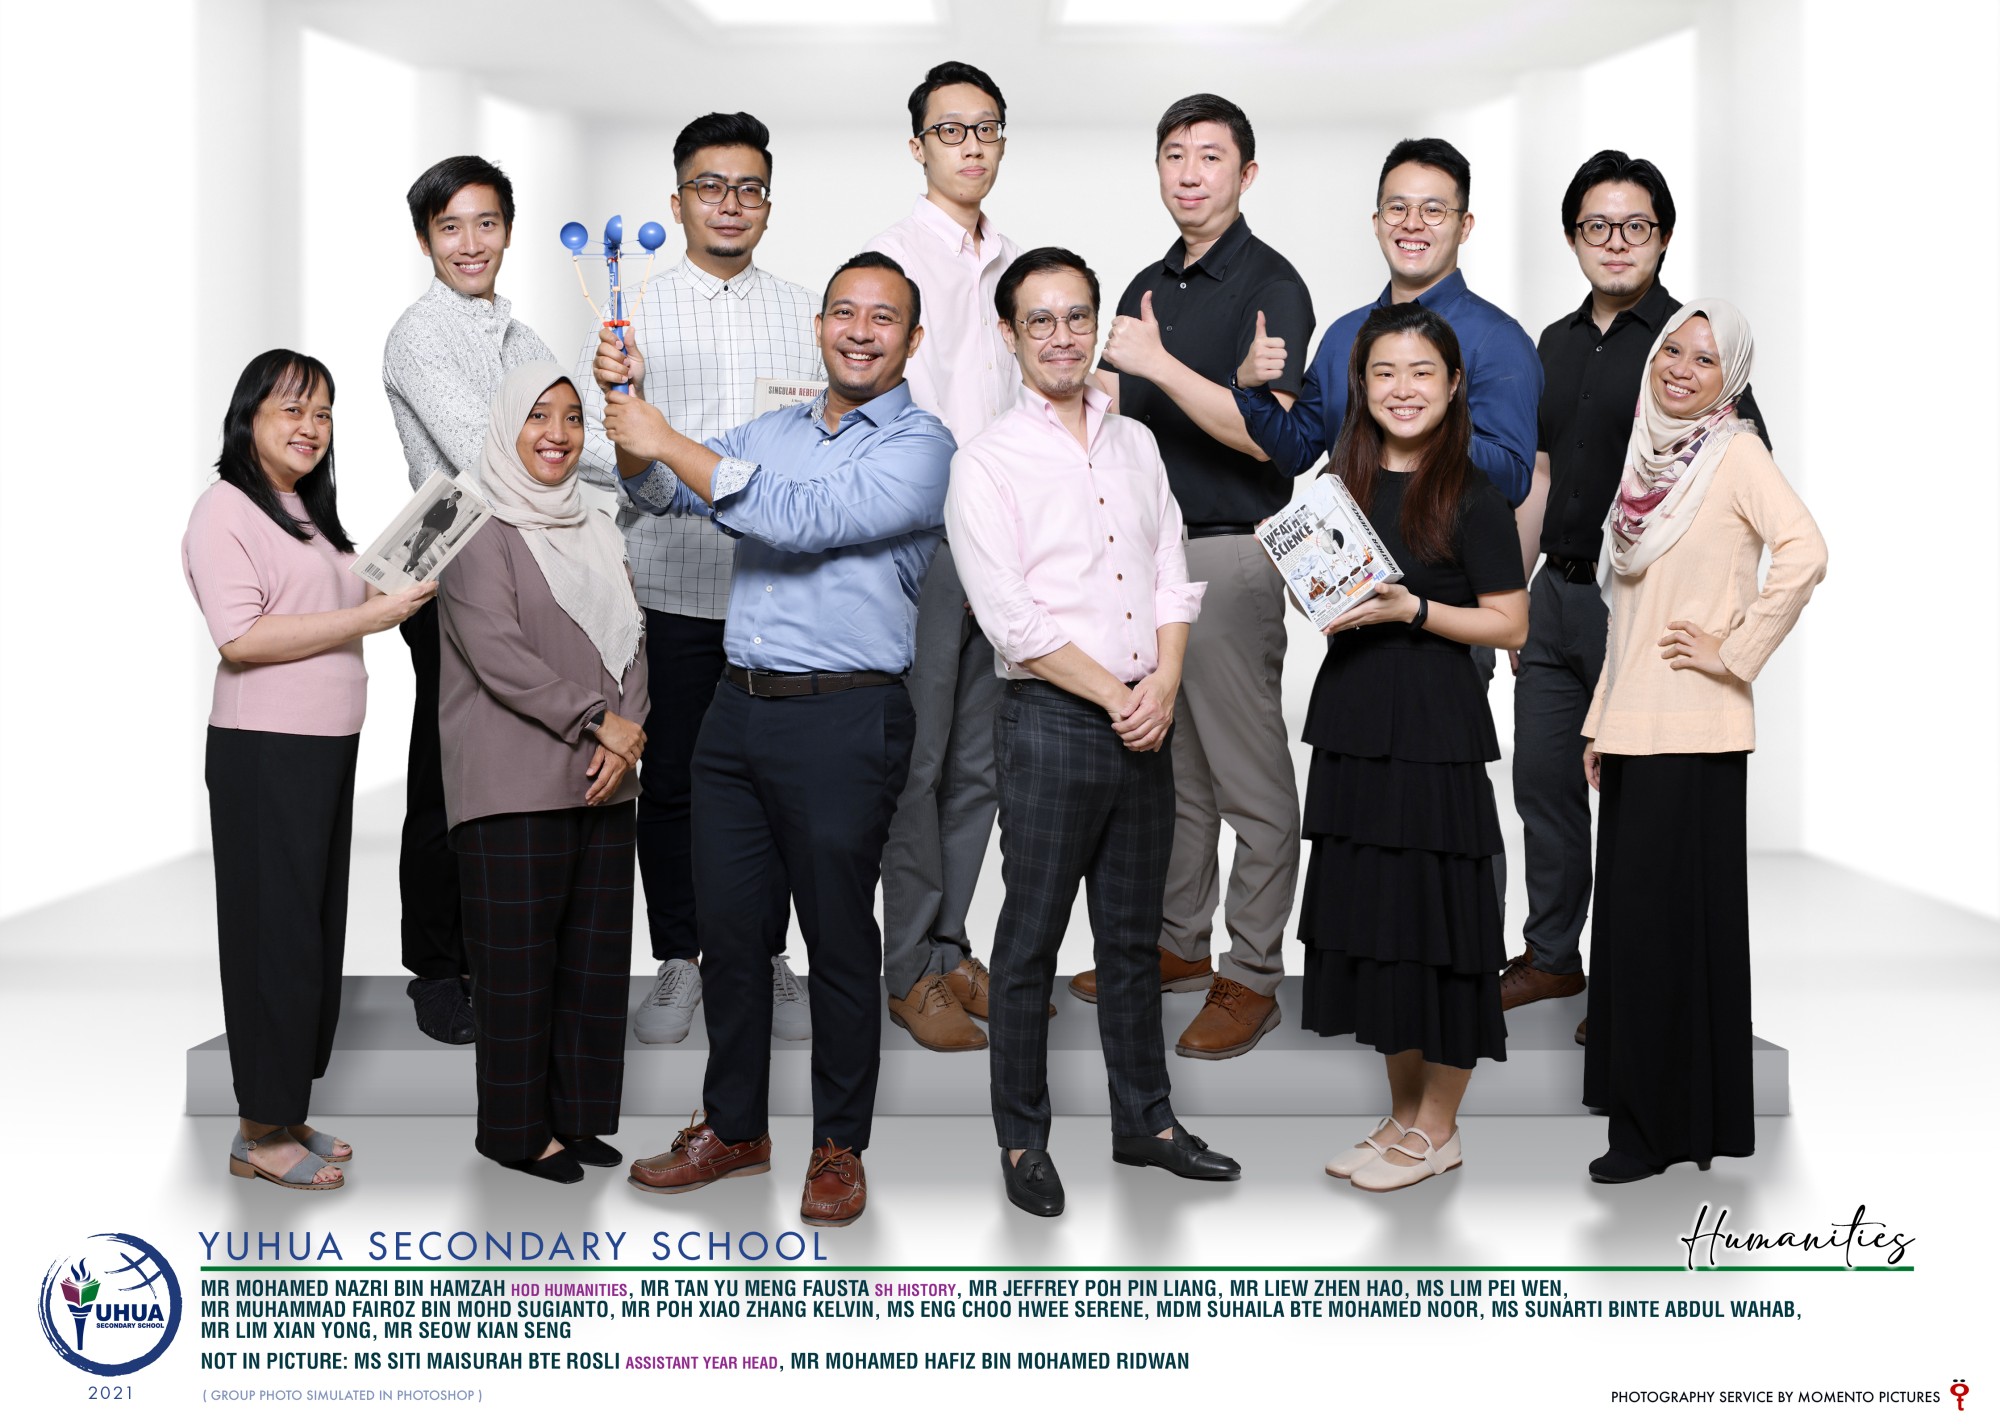 SINGULAR REBELLI
WEATHER
SCIENCE
WEATHER SCIENCE
4M
YUHUA SECONDARY SCHOOL
Humanities
MR MOHAMED NAZRI BIN HAMZAH HOD HUMANITIES, MR TAN YU MENG FAUSTA SH HISTORY, MR JEFFREY POH PIN LIANG, MR LIEW ZHEN HAO, MS LIM PEI WEN,
MR MUHAMMAD FAIROZ BIN MOHD SUGIANTO, MR POH XIAO ZHANG KELVIN, MS ENG CHOO HWEE SERENE, MDM SUHAILA BTE MOHAMED NOOR, MS SUNARTI BINTE ABDUL WAHAB,
MR LIM XIAN YONG, MR SEOW KIAN SENG
NOT IN PICTURE: MS SITI MAISURAH BTE ROSLI ASSISTANT YEAR HEAD, MR MOHAMED HAFIZ BIN MOHAMED RIDWAN
YUHUA
SECONDARY SCHOOL
2021
( GROUP PHOTO SIMULATED IN PHOTOSHOP )
PHOTOGRAPHY SERVICE BY MOMENTO PICTURES